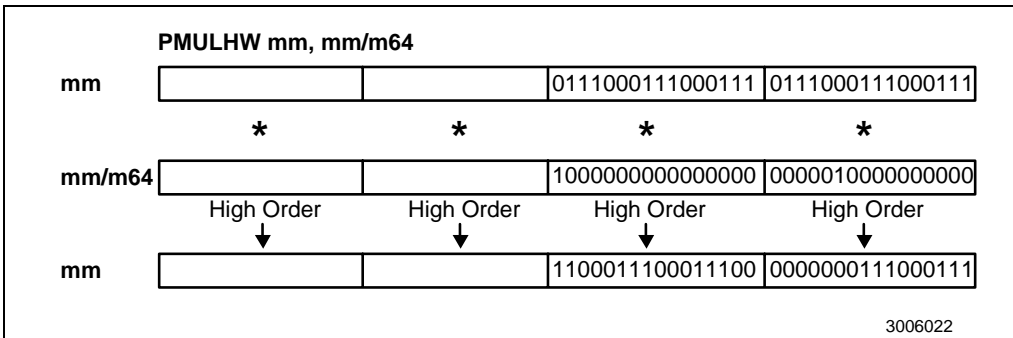 PMULHW mm, mm/m64
mm 0111000111000111 0111000111000111
* * * *
mm/m64 1000000000000000 0000010000000000
High Order High Order High Order High Order
mm 1100011100011100 0000000111000111
3006022